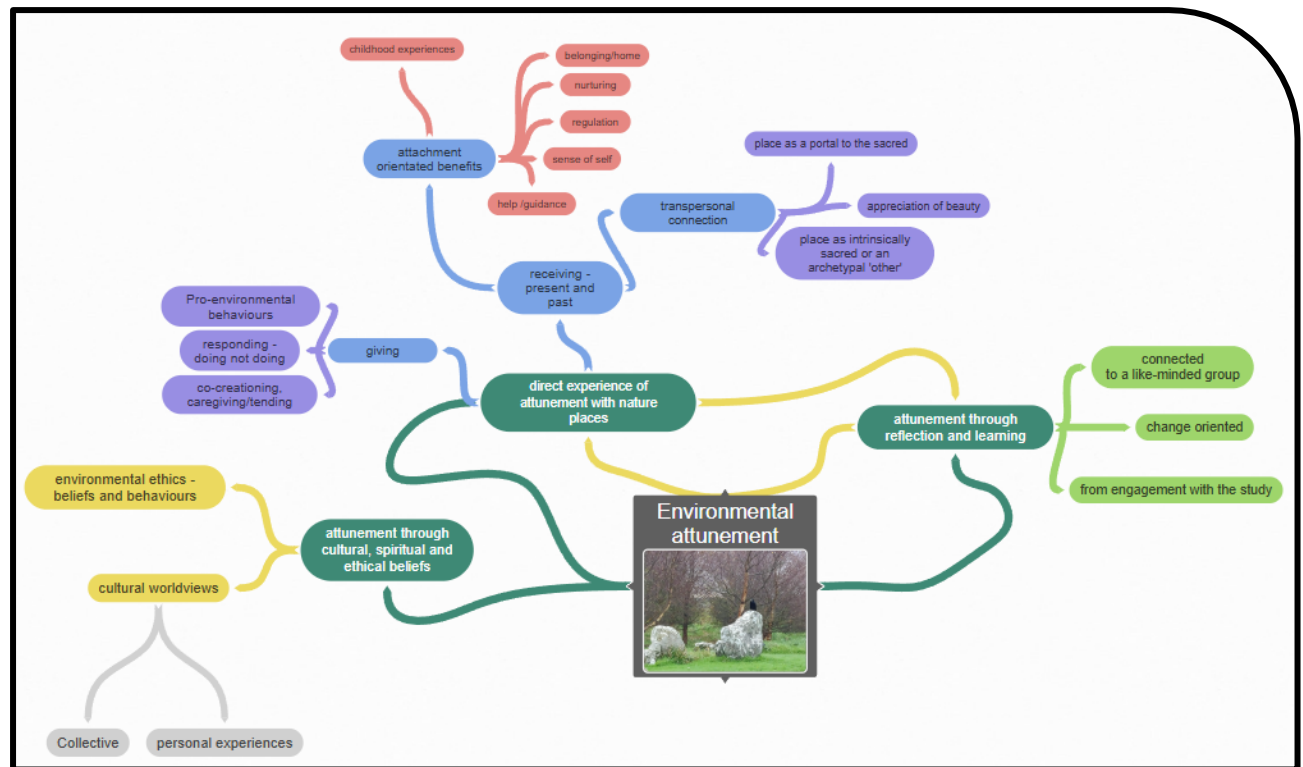 childhood experiences
belonging/home
nurturing
regulation
sense of self
help /guidance
attachment
orientated benefits
place as a portal to the sacred
transpersonal
connection
appreciation of beauty
place as intrinsically
sacred or an
archetypal 'other'
receiving -
present and
past
Pro-environmental
behaviours
responding -
doing not doing
co-creationing,
caregiving/tending
giving
direct experience of
attunement with nature
places
attunement through
reflection and learning
connected
to a like-minded group
change oriented
from engagement with the study
environmental ethics -
beliefs and behaviours
attunement through
cultural, spiritual and
ethical beliefs
Environmental
attunement
cultural worldviews
Collective
personal experiences